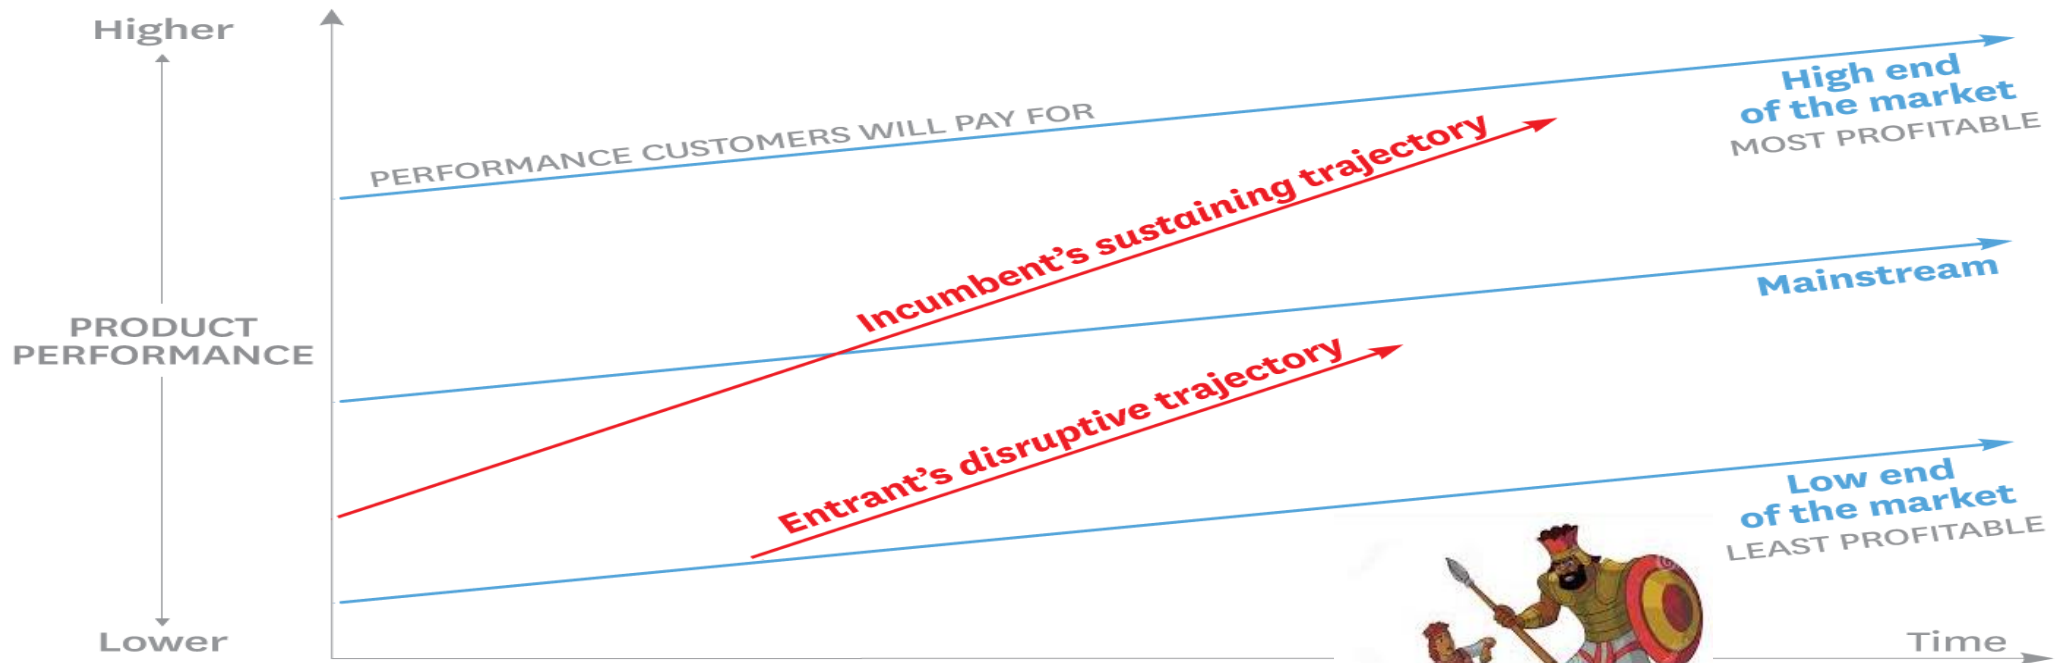 Higher
PERFORMANCE CUSTOMERS WILL PAY FOR
High end
of the market
MOST PROFITABLE
Incumbent’s sustaining trajectory
Mainstream
PRODUCT
PERFORMANCE
Entrant’s disruptive trajectory
Low end
of the market
LEAST PROFITABLE
Lower
Time